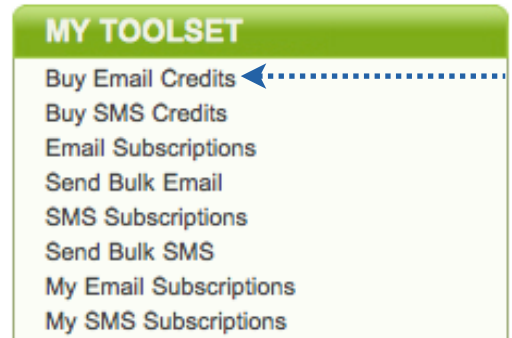 MY TOOLSET
Buy Email Credits
Buy SMS Credits
Email Subscriptions
Send Bulk Email
SMS Subscriptions
Send Bulk SMS
My Email Subscriptions
My SMS Subscriptions